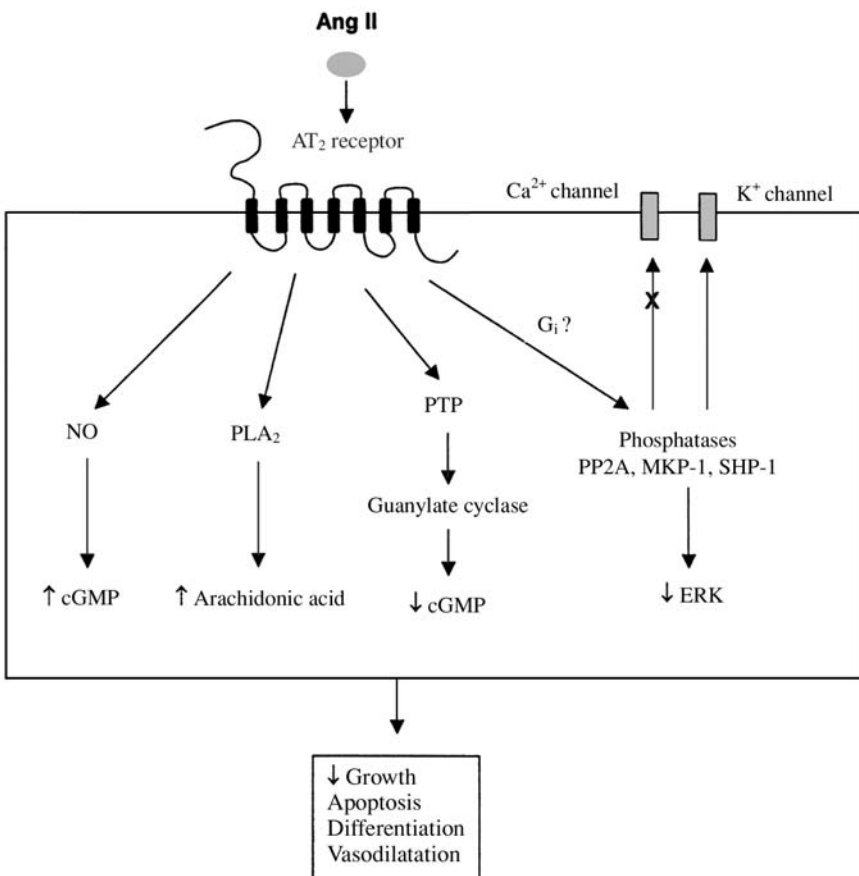 Ang II
AT₂ receptor
Ca²⁺ channel
K⁺ channel
X
Gᵢ ?
NO
PLA₂
PTP
Phosphatases
PP2A, MKP-1, SHP-1
Guanylate cyclase
↑ cGMP
↑ Arachidonic acid
↓ cGMP
↓ ERK
↓ Growth
Apoptosis
Differentiation
Vasodilatation